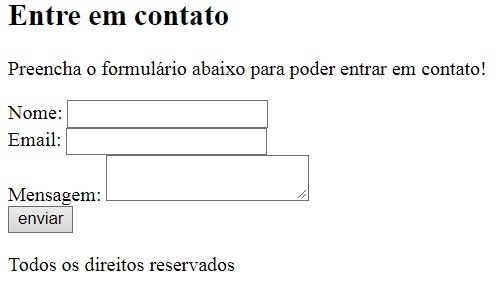 Entre em contato
Preencha o formulário abaixo para poder entrar em contato!
Nome:
Email:
Mensagem:
enviar
Todos os direitos reservados